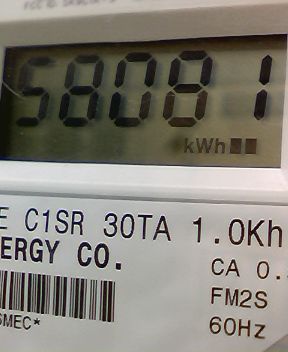 58081
kWh
E C1SR 30TA 1.0Kh
ERGY CO.
CA 0.
FM2S
60Hz
SMEC*